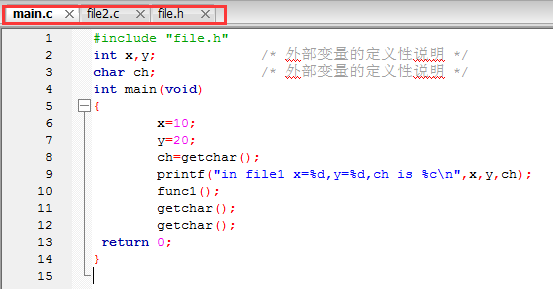 main.c file2.c file.h
1 #include "file.h"
2 int x,y; /* 外部变量的定义性说明 */
3 char ch; /* 外部变量的定义性说明 */
4 int main(void)
5 {
6 x=10;
7 y=20;
8 ch=getchar();
9 printf("in file1 x=%d,y=%d,ch is %c\n",x,y,ch);
10 func1();
11 getchar();
12 getchar();
13 return 0;
14 }
15